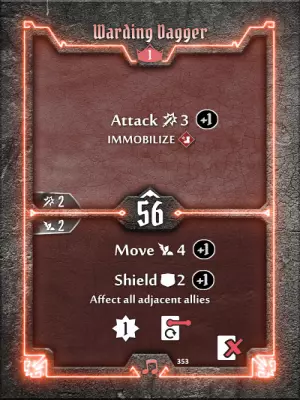 Warding Dagger
1
Attack 3 +1
IMMOBILIZE
2
56
2
Move 4 +1
Shield 2 +1
Affect all adjacent allies
1
353